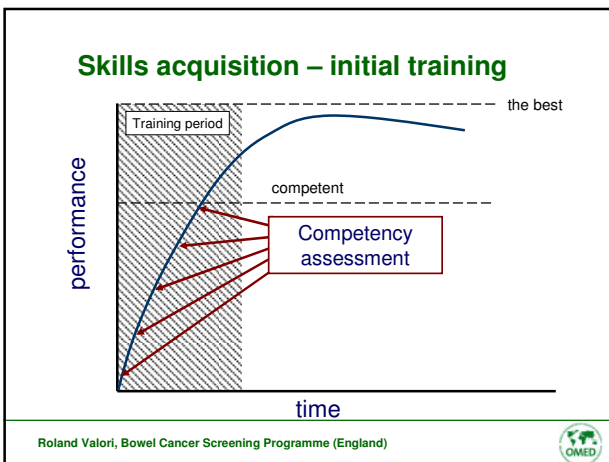 Skills acquisition – initial training
the best
Training period
performance
competent
Competency
assessment
time
Roland Valori, Bowel Cancer Screening Programme (England)
OMED